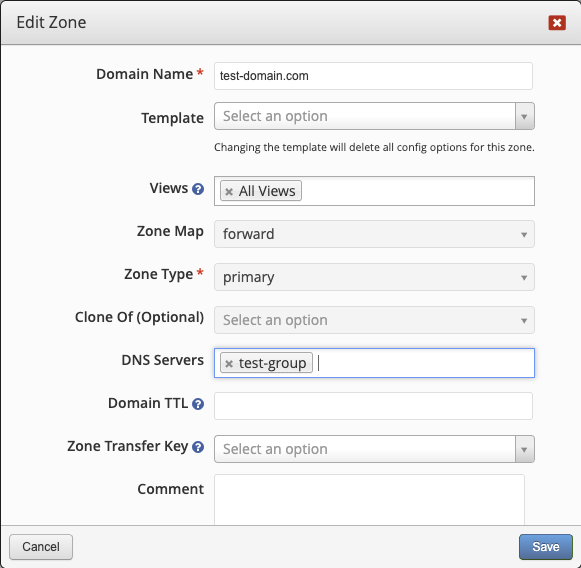 Edit Zone
Domain Name *
test-domain.com
Template
Select an option
Changing the template will delete all config options for this zone.
Views ?
× All Views
Zone Map
forward
Zone Type *
primary
Clone Of (Optional)
Select an option
DNS Servers
× test-group
Domain TTL ?
Zone Transfer Key ?
Select an option
Comment
Cancel
Save